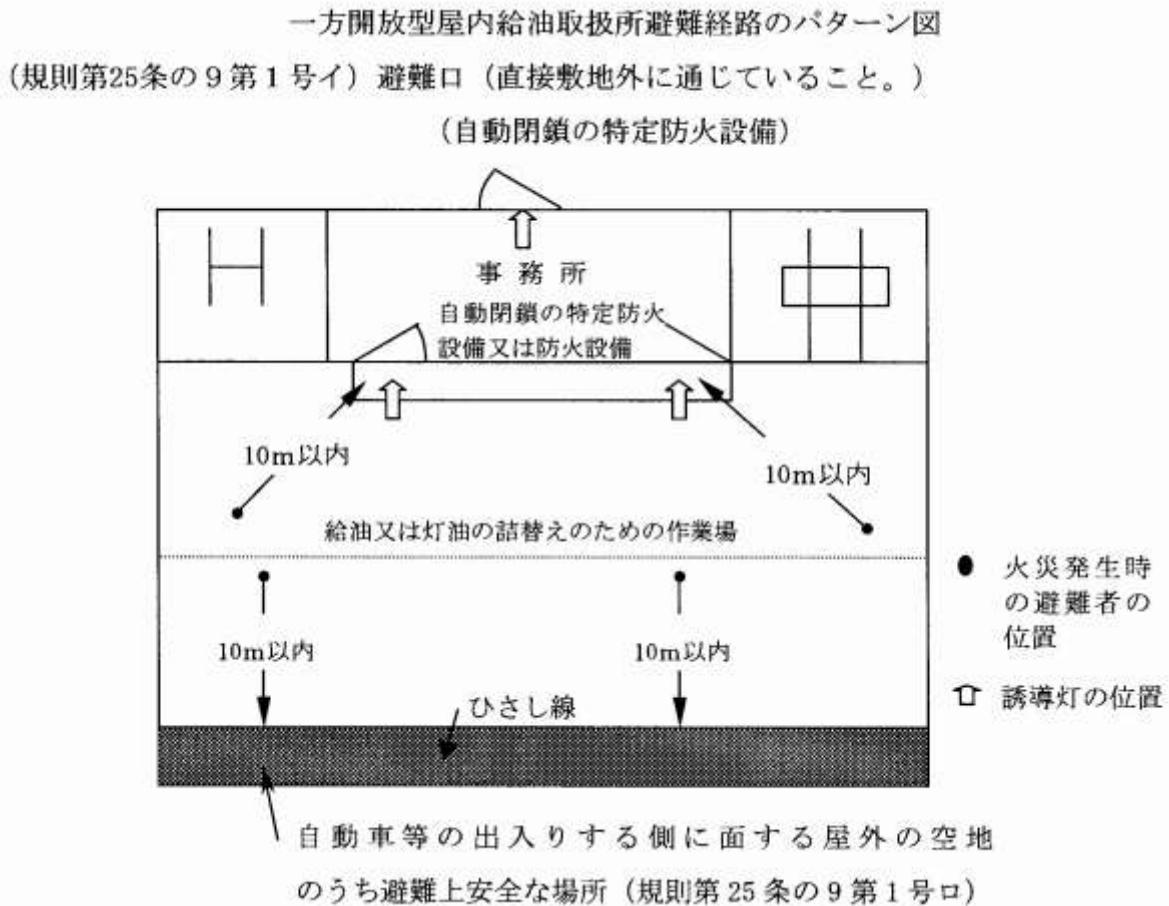 一方開放型屋内給油取扱所避難経路のパターン図
(規則第25条の9第1号イ)避難口(直接敷地外に通じていること。)
(自動閉鎖の特定防火設備)
事務所
自動閉鎖の特定防火
設備又は防火設備
10m以内
10m以内
給油又は灯油の詰替えのための作業場
火災発生時
の避難者の
位置
10m以内
10m以内
誘導灯の位置
ひさし線
自動車等の出入りする側に面する屋外の空地
のうち避難上安全な場所(規則第25条の9第1号ロ)